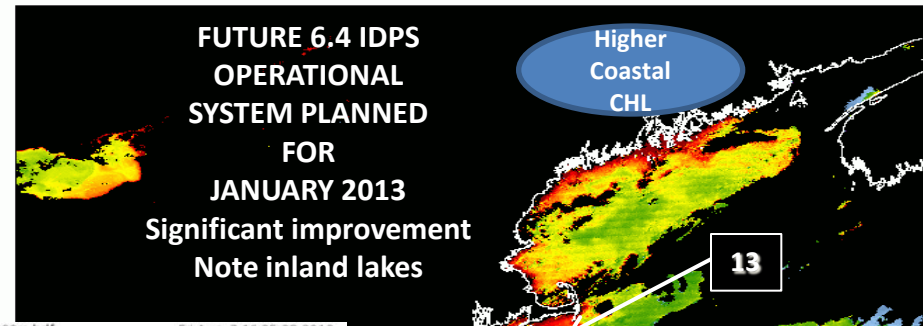 FUTURE 6.4 IDPS
OPERATIONAL
SYSTEM PLANNED
FOR
JANUARY 2013
Significant improvement
Note inland lakes
Higher
Coastal
CHL
13